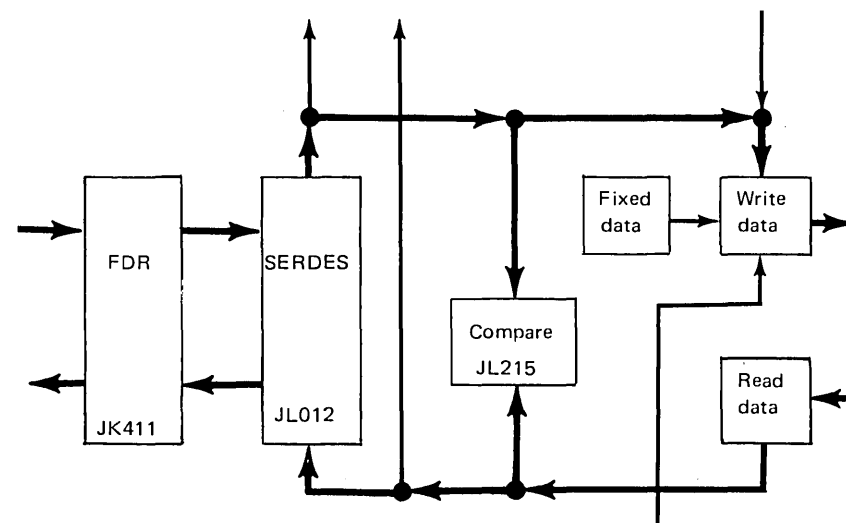 FDR
JK411
SERDES
JL012
Compare
JL215
Fixed
data
Write
data
Read
data